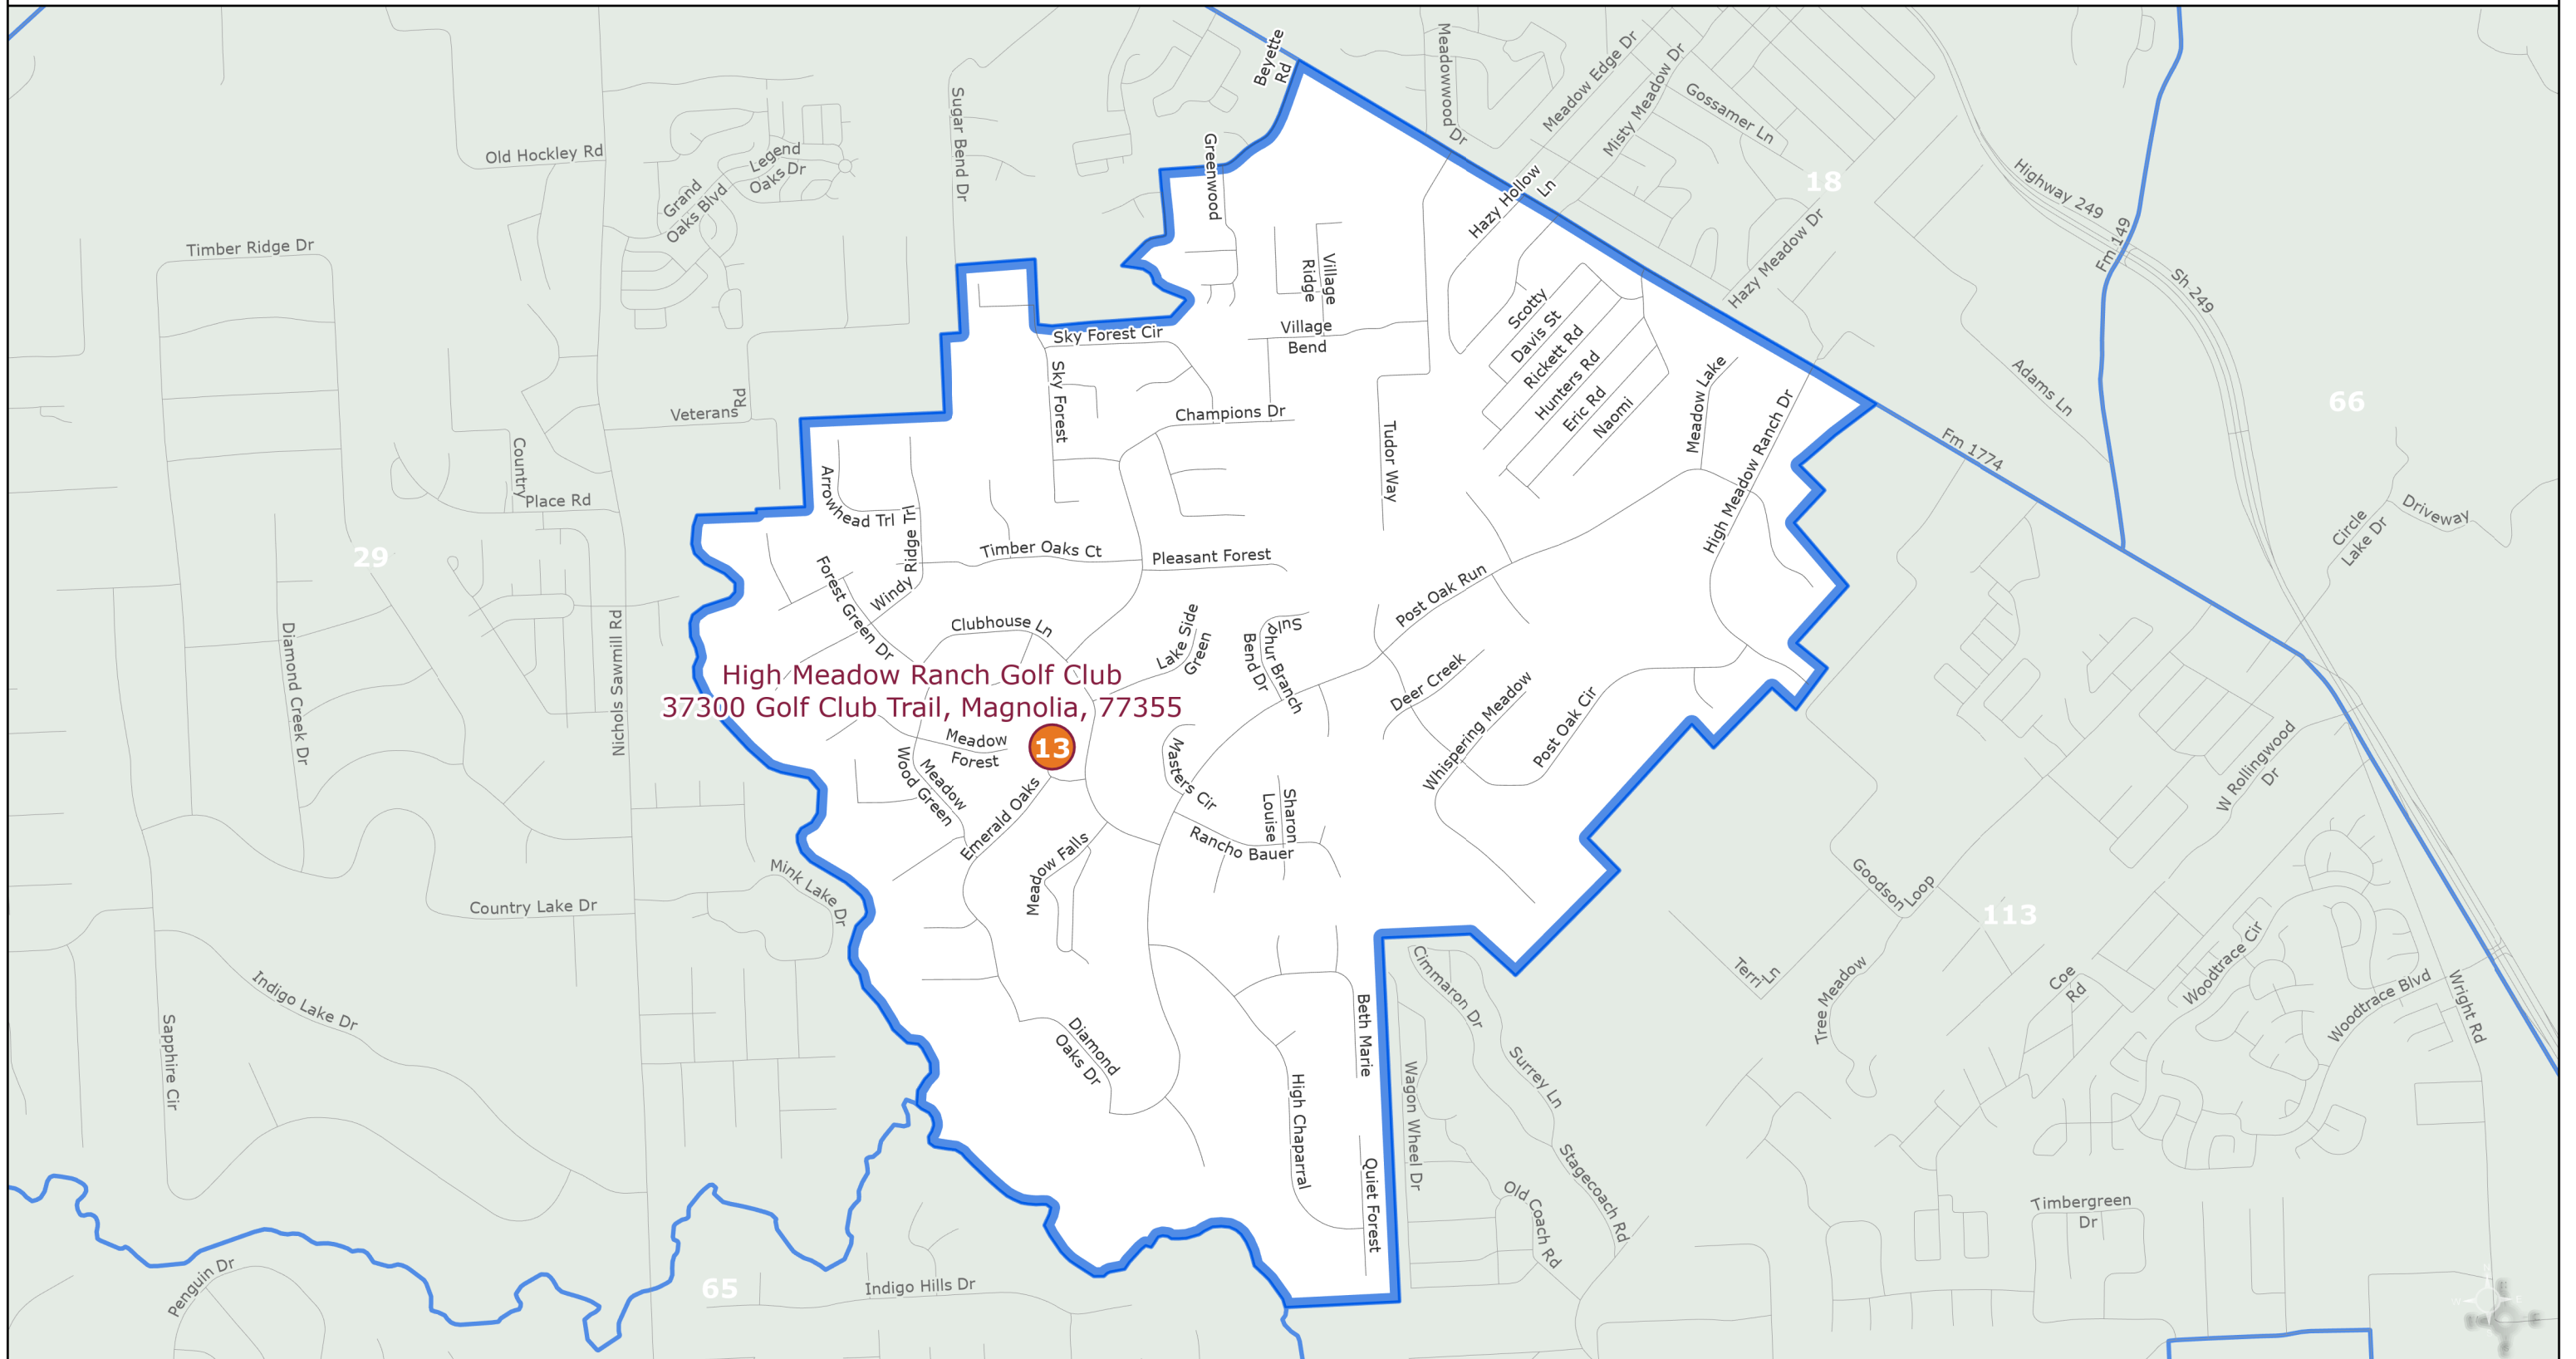 Beyette
Rd
Meadowwood Dr
Meadow Edge Dr
Misty Meadow Dr
Gossamer Ln
18
Highway 249
Fm 149
Sh 249
Sugar Bend Dr
Old Hockley Rd
Legend
Oaks Dr
Grand
Oaks Blvd
Timber Ridge Dr
Greenwood
Hazy Hollow
Ln
Hazy Meadow Dr
Village
Ridge
Village
Bend
Sky Forest Cir
Sky Forest
Scotty
Davis St
Rickett Rd
Hunters Rd
Eric Rd
Naomi
Meadow Lake
High Meadow Ranch Dr
Adams Ln
66
Fm 1774
Veterans
Rd
Champions Dr
Tudor Way
Country
Place Rd
Arrowhead Trl
Windy Ridge Trl
Circle
Lake Dr
Driveway
29
Timber Oaks Ct
Pleasant Forest
Forest Green Dr
Post Oak Run
Clubhouse Ln
Lake Side
Green
Sulphur Branch
Bend Dr
Diamond Creek Dr
Nichols Sawmill Rd
High Meadow Ranch Golf Club
37300 Golf Club Trail, Magnolia, 77355
Deer Creek
Whispering Meadow
Post Oak Cir
Meadow
Forest
13
Meadow
Wood Green
Masters Cir
W Rollingwood
Dr
Emerald Oaks
Meadow Falls
Sharon
Louise
Rancho Bauer
Mink Lake Dr
Country Lake Dr
Goodson Loop
113
Indigo Lake Dr
Cimmaron Dr
Terri Ln
Tree Meadow
Coe
Rd
Woodtrace Cir
Woodtrace Blvd
Wright Rd
Sapphire Cir
Diamond
Oaks Dr
Beth Marie
High Chaparral
Wagon Wheel Dr
Surrey Ln
Stagecoach Rd
Quiet Forest
Old Coach Rd
Timbergreen
Dr
Penguin Dr
65
Indigo Hills Dr